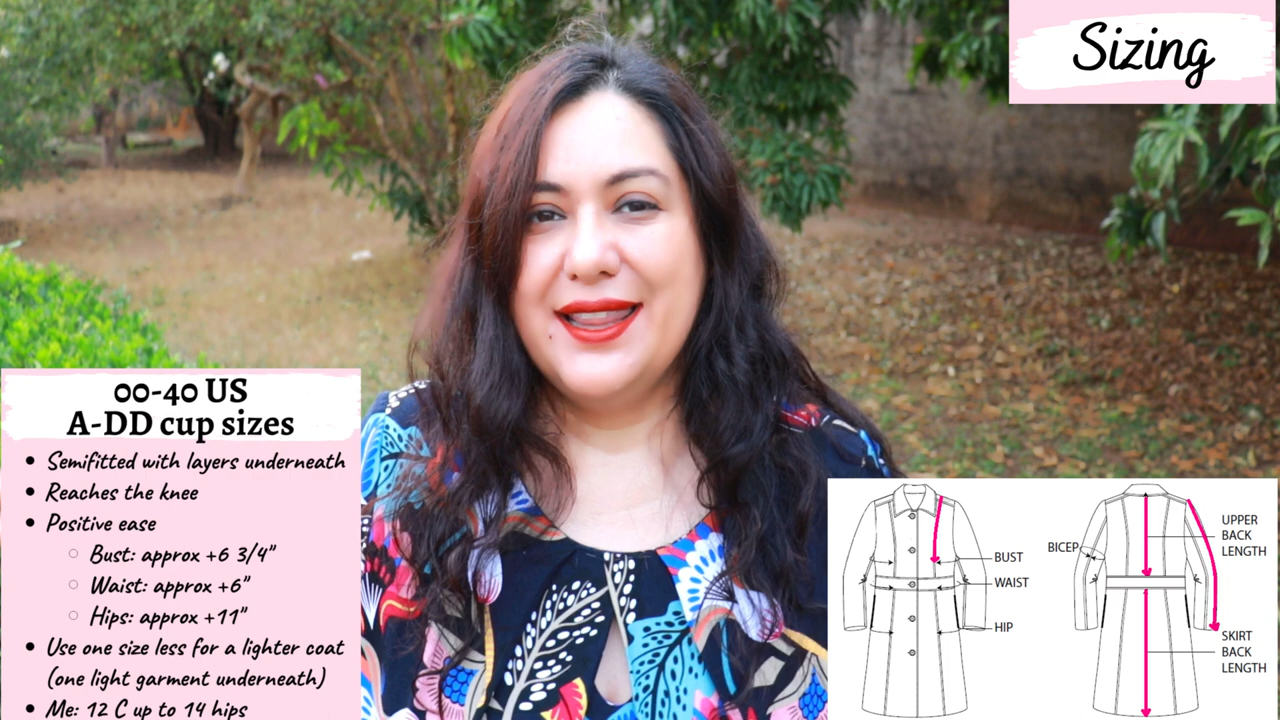 Sizing
00-40 US
A-DD cup sizes
• Semifitted with layers underneath
• Reaches the knee
• Positive ease
○ Bust: approx +6 3/4"
○ Waist: approx +6"
○ Hips: approx +11"
• Use one size less for a lighter coat
(one light garment underneath)
• Me: 12 C up to 14 hips
BUST
WAIST
HIP
BICEP
UPPER
BACK
LENGTH
SKIRT
BACK
LENGTH